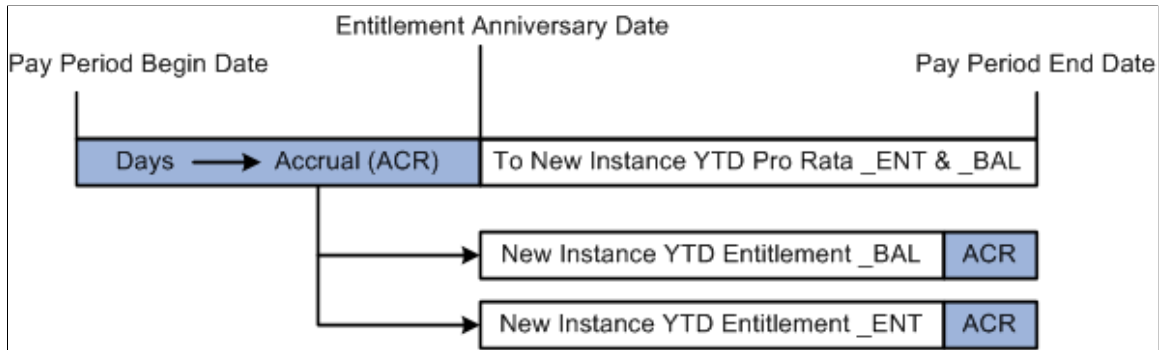 Entitlement Anniversary Date
Pay Period Begin Date
Pay Period End Date
Days
Accrual (ACR)
To New Instance YTD Pro Rata _ENT & _BAL
New Instance YTD Entitlement _BAL
ACR
New Instance YTD Entitlement _ENT
ACR